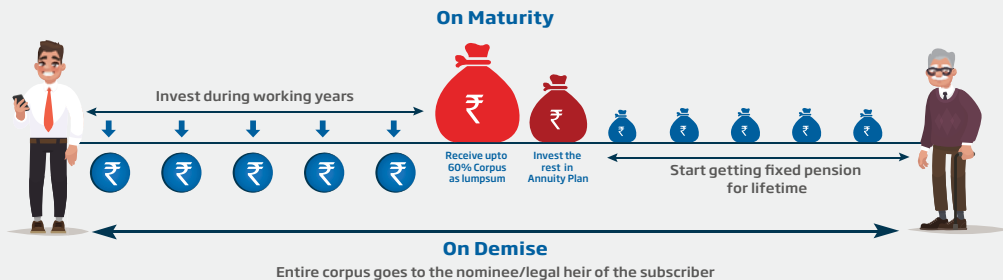 On Maturity
Invest during working years
₹
₹
₹ ₹ ₹ ₹ ₹
₹ ₹ ₹ ₹ ₹
Receive upto
60% Corpus
as lumpsum
Invest the
rest in
Annuity Plan
Start getting fixed pension
for lifetime
On Demise
Entire corpus goes to the nominee/legal heir of the subscriber